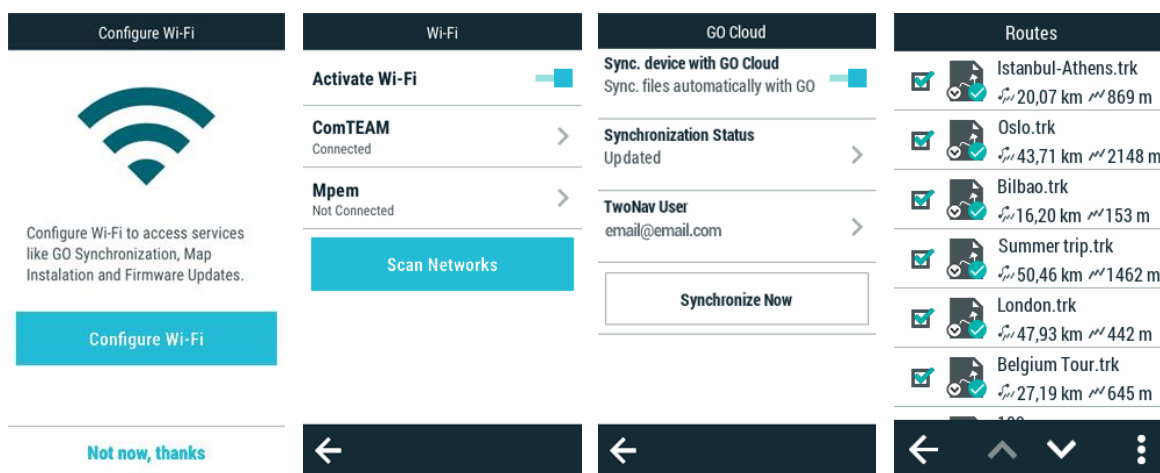 Configure Wi-Fi
Configure Wi-Fi to access services
like GO Synchronization, Map
Instalation and Firmware Updates.
Configure Wi-Fi
Not now, thanks
Wi-Fi
Activate Wi-Fi
ComTEAM
Connected
Mpem
Not Connected
Scan Networks
GO Cloud
Sync. device with GO Cloud
Sync. files automatically with GO
Synchronization Status
Updated
TwoNav User
email@email.com
Synchronize Now
Routes
Istanbul-Athens.trk
20,07 km 869 m
Oslo.trk
43,71 km 2148 m
Bilbao.trk
16,20 km 153 m
Summer trip.trk
50,46 km 1462 m
London.trk
47,93 km 442 m
Belgium Tour.trk
27,19 km 645 m